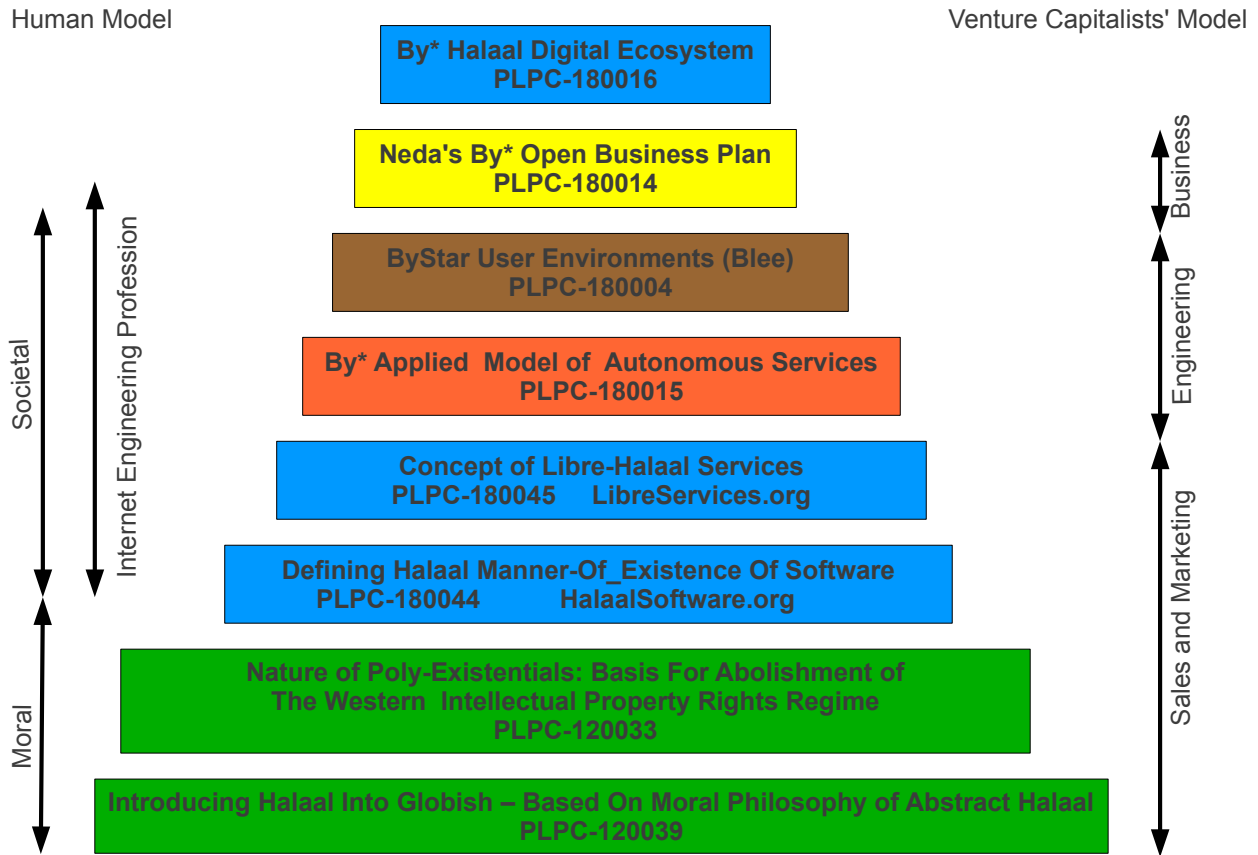 Human Model
Venture Capitalists' Model
By* Halaal Digital Ecosystem
PLPC-180016
Neda's By* Open Business Plan
PLPC-180014
ByStar User Environments (Blee)
PLPC-180004
By* Applied Model of Autonomous Services
PLPC-180015
Concept of Libre-Halaal Services
PLPC-180045 LibreServices.org
Defining Halaal Manner-Of_Existence Of Software
PLPC-180044 HalaalSoftware.org
Nature of Poly-Existentials: Basis For Abolishment of
The Western Intellectual Property Rights Regime
PLPC-120033
Introducing Halaal Into Globish – Based On Moral Philosophy of Abstract Halaal
PLPC-120039
Societal
Moral
Internet Engineering Profession
Business
Engineering
Sales and Marketing